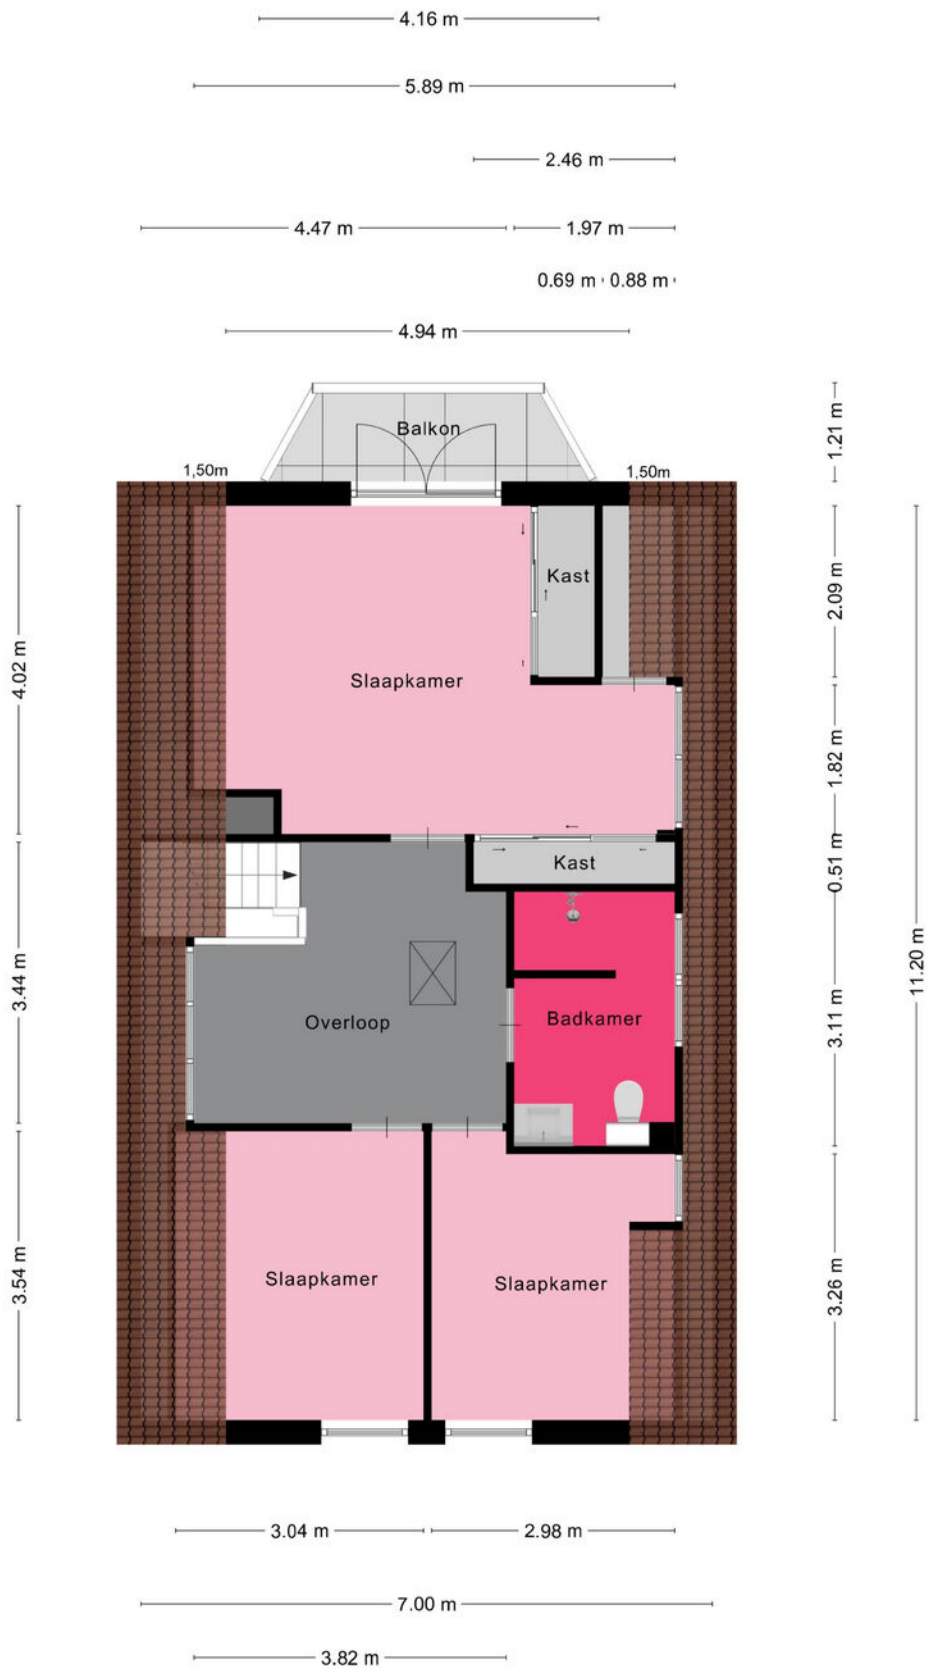 4.16 m
5.89 m
2.46 m
4.47 m
1.97 m
0.69 m
0.88 m
4.94 m
1.21 m
Balkon
1,50m
1,50m
2.09 m
Kast
4.02 m
Slaapkamer
1.82 m
Kast
0.51 m
11.20 m
3.44 m
Overloop
Badkamer
3.11 m
3.54 m
Slaapkamer
Slaapkamer
3.26 m
3.04 m
2.98 m
7.00 m
3.82 m